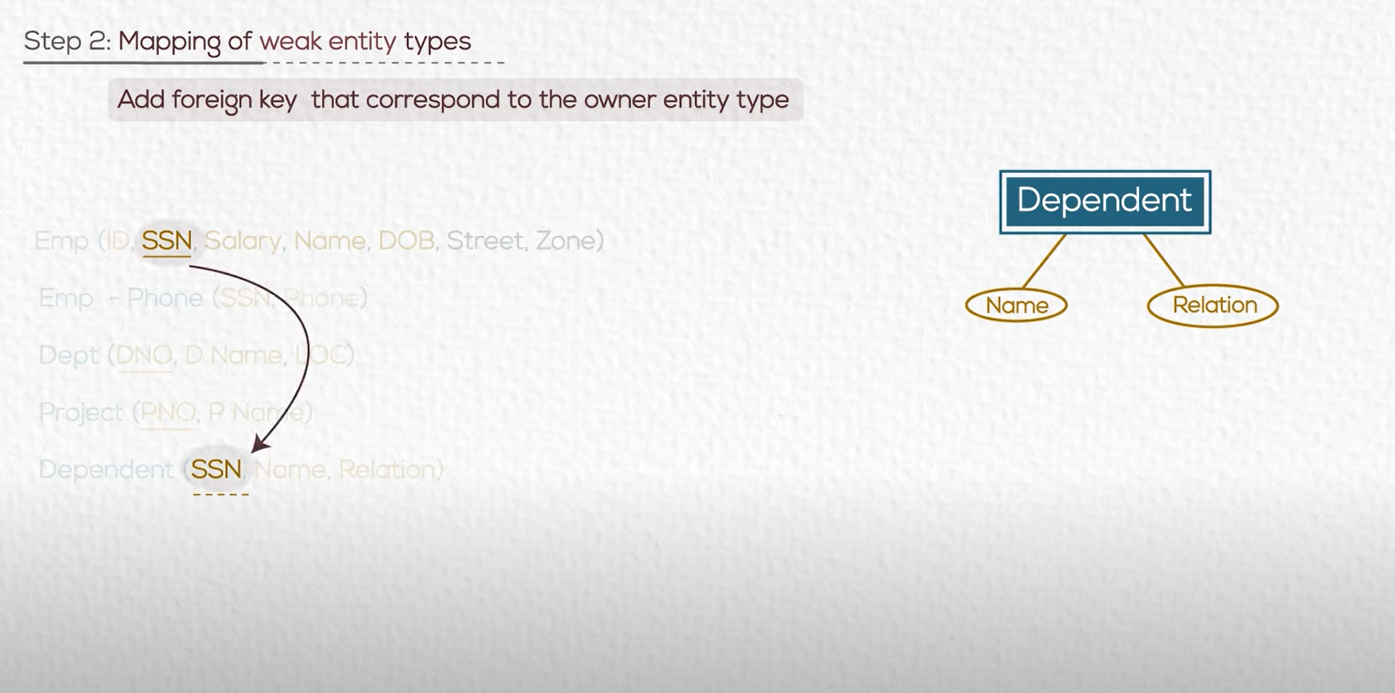 Step 2: Mapping of weak entity types
Add foreign key that correspond to the owner entity type
Dependent
Emp (ID, SSN, Salary, Name, DOB, Street, Zone)
Emp - Phone (SSN, Phone)
Name
Relation
Dept (DNO, D Name, LOC)
Project (PNO, P Name)
Dependent (SSN Name, Relation)